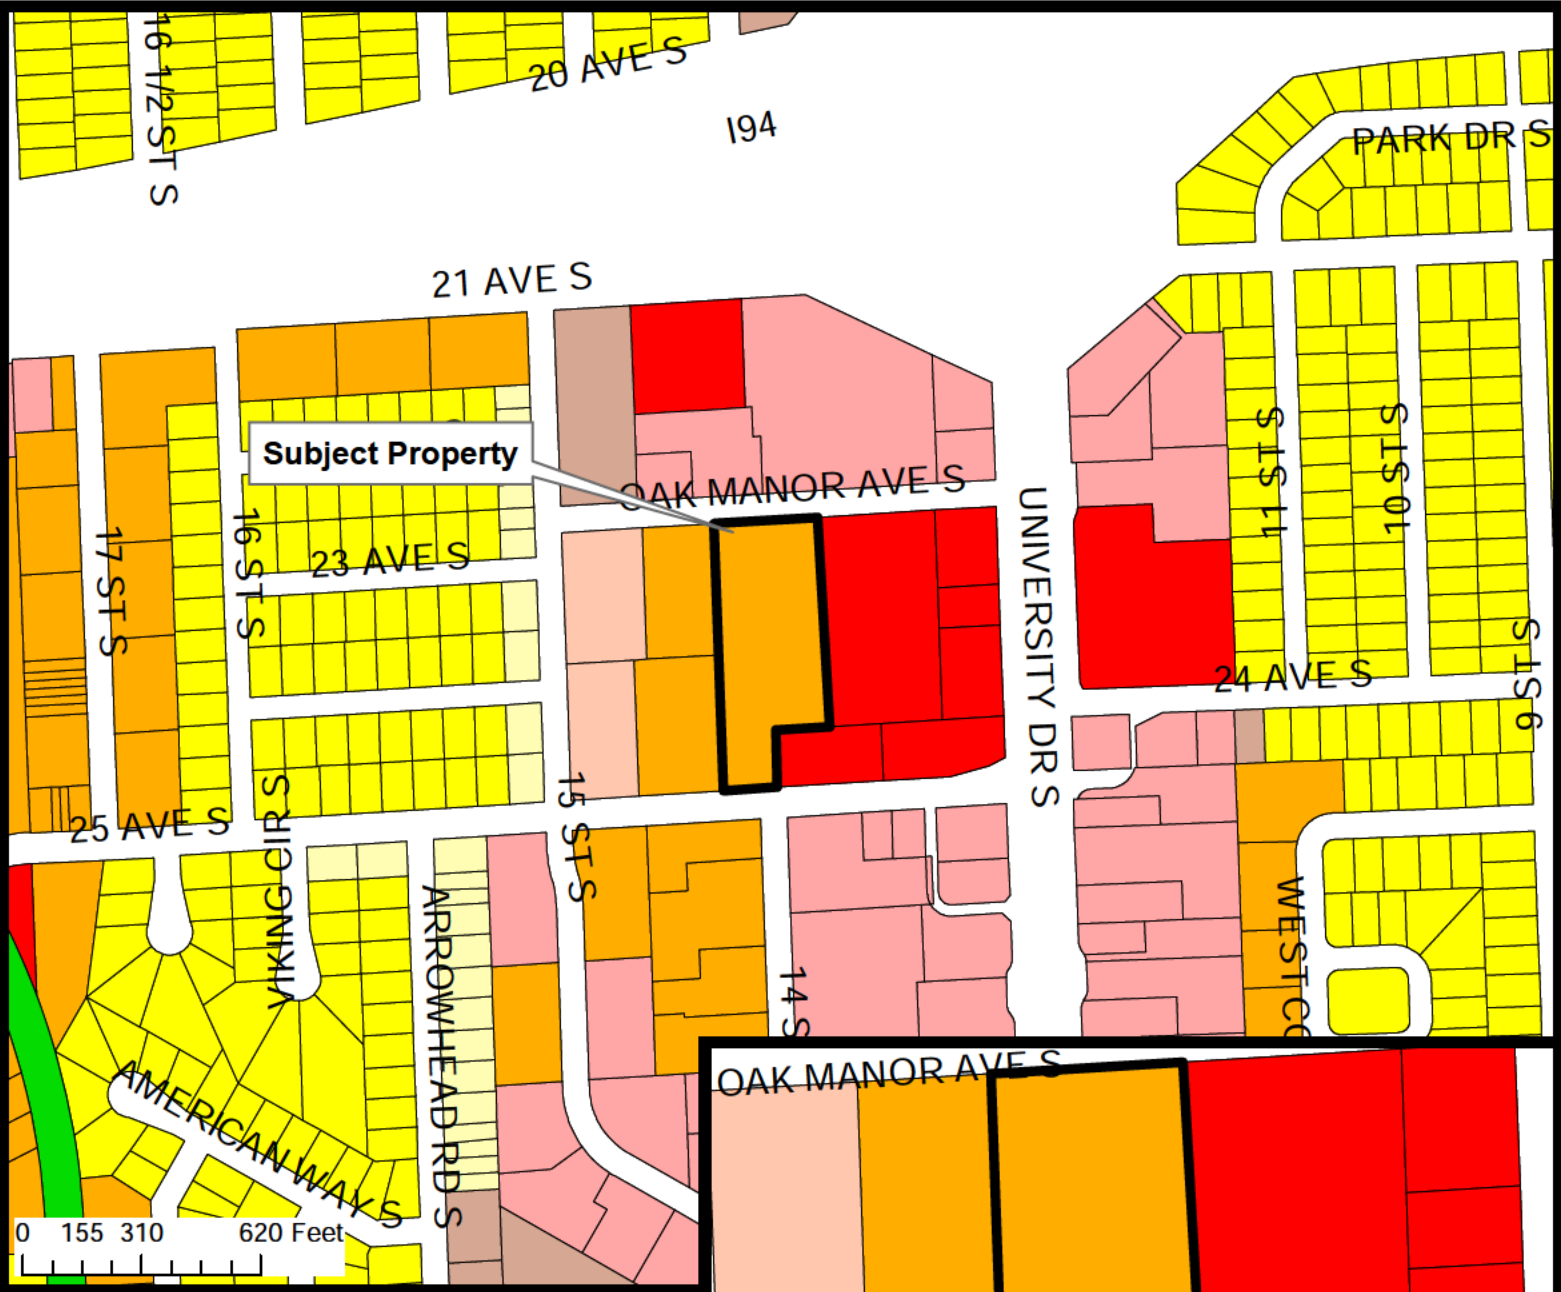 16 1/2 ST S
20 AVE S
I94
PARK DR S
21 AVE S
Subject Property
OAK MANOR AVE S
UNIVERSITY DR S
11 ST S
10 ST S
17 ST S
16 ST S
23 AVE S
24 AVE S
9 ST S
25 AVE S
VIKING CIR S
15 ST S
ARROWHEAD RD S
14 S
WEST CO
AMERICAN WAY S
0 155 310 620 Feet
OAK MANOR AVE S